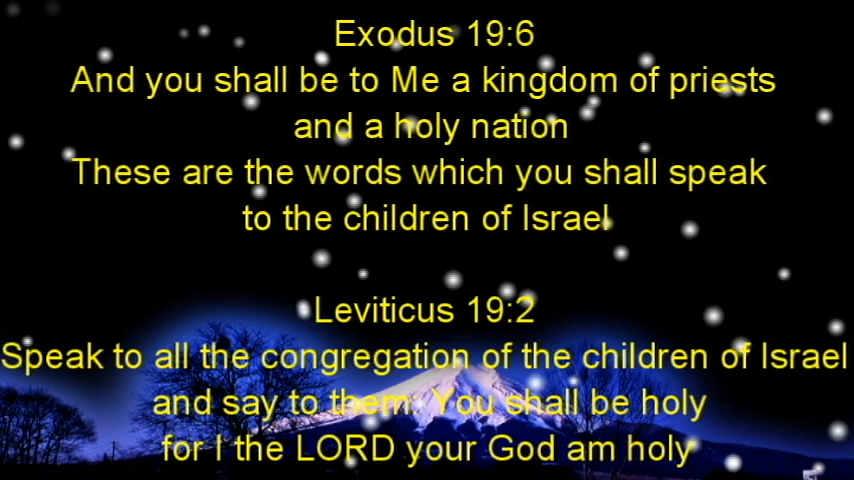 Exodus 19:6
And you shall be to Me a kingdom of priests
and a holy nation
These are the words which you shall speak
to the children of Israel
Leviticus 19:2
Speak to all the congregation of the children of Israel
and say to them: You shall be holy
for I the LORD your God am holy